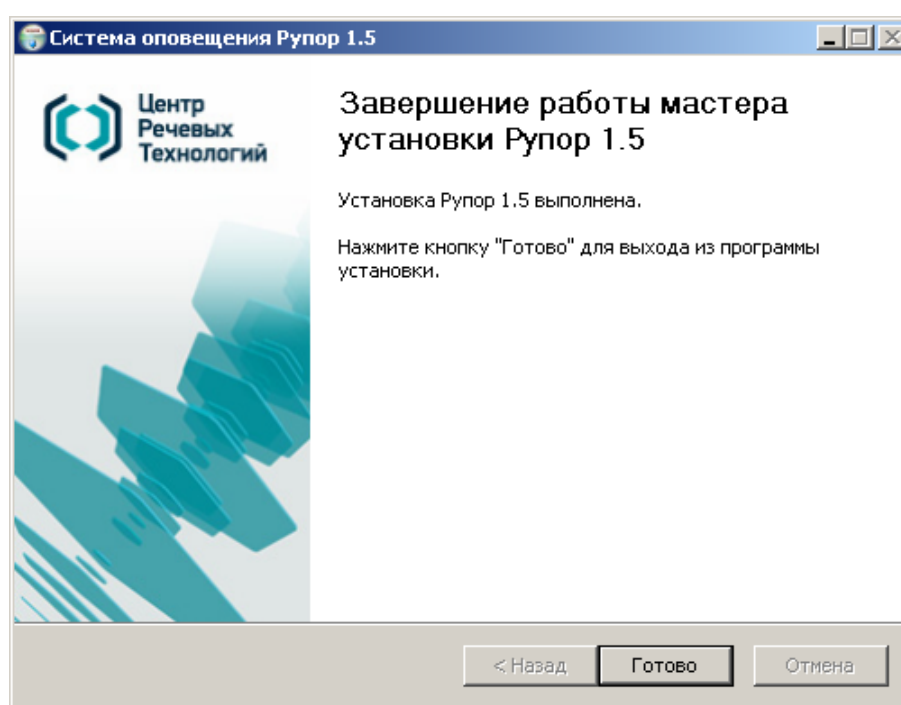 Система оповещения Рупор 1.5
Центр
Речевых
Технологий
Завершение работы мастера
установки Рупор 1.5
Установка Рупор 1.5 выполнена.
Нажмите кнопку "Готово" для выхода из программы
установки.
< Назад
Готово
Отмена